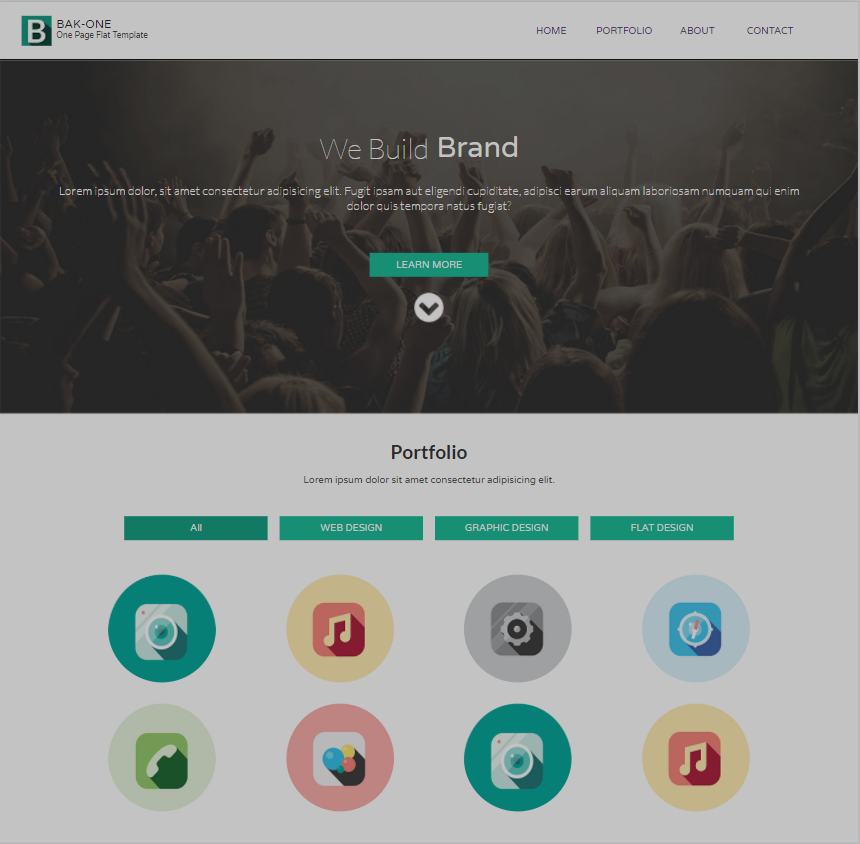 BAK-ONE
One Page Flat Template
HOME PORTFOLIO ABOUT CONTACT
We Build Brand
Lorem ipsum dolor, sit amet consectetur adipisicing elit. Fugit ipsam aut eligendi cupiditate, adipisci earum aliquam laboriosam numquam qui enim
dolor quis tempora natus fugiat?
LEARN MORE
Portfolio
Lorem ipsum dolor sit amet consectetur adipisicing elit.
All WEB DESIGN GRAPHIC DESIGN FLAT DESIGN